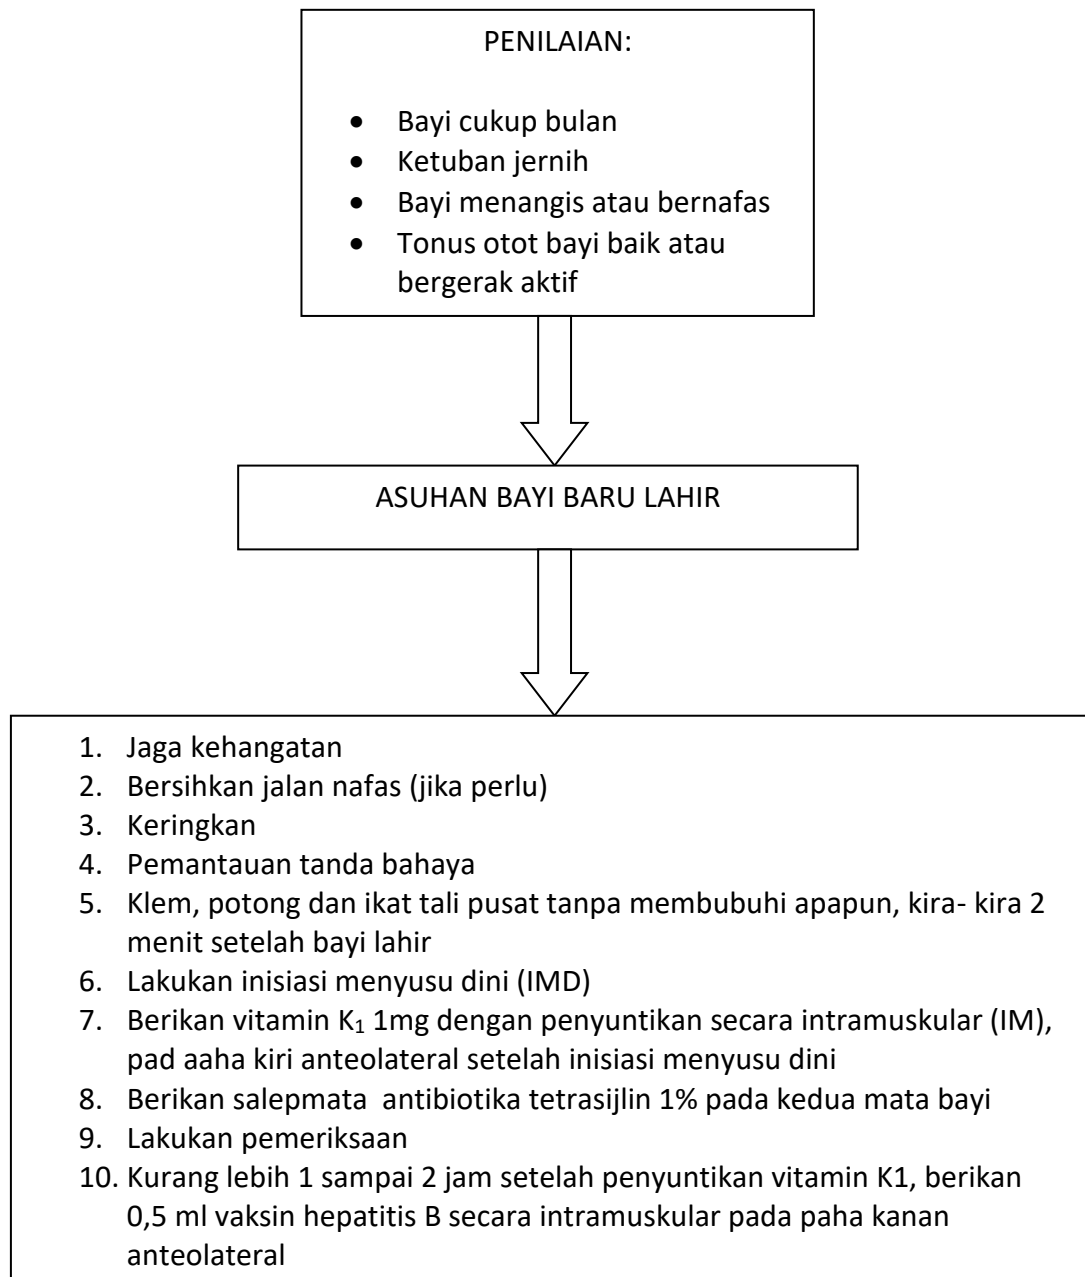 PENILAIAN:
• Bayi cukup bulan
• Ketuban jernih
• Bayi menangis atau bernafas
• Tonus otot bayi baik atau
bergerak aktif
ASUHAN BAYI BARU LAHIR
1. Jaga kehangatan
2. Bersihkan jalan nafas (jika perlu)
3. Keringkan
4. Pemantauan tanda bahaya
5. Klem, potong dan ikat tali pusat tanpa membubuhi apapun, kira- kira 2
menit setelah bayi lahir
6. Lakukan inisiasi menyusu dini (IMD)
7. Berikan vitamin K₁ 1mg dengan penyuntikan secara intramuskular (IM),
pad aaha kiri anteolateral setelah inisiasi menyusu dini
8. Berikan salepmata  antibiotika tetrasijlin 1% pada kedua mata bayi
9. Lakukan pemeriksaan
10. Kurang lebih 1 sampai 2 jam setelah penyuntikan vitamin K1, berikan
0,5 ml vaksin hepatitis B secara intramuskular pada paha kanan
anteolateral